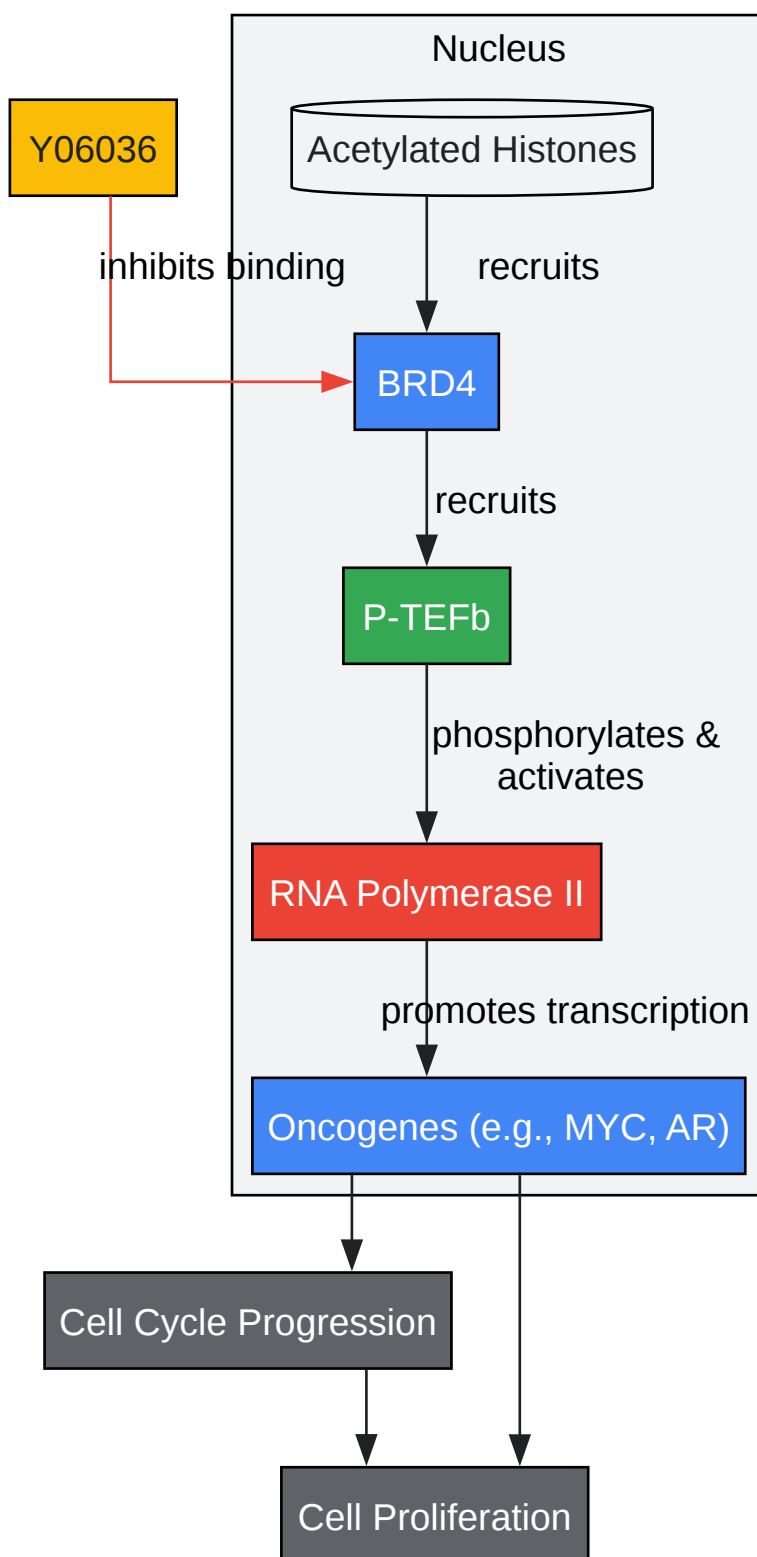 Nucleus
Y06036
Acetylated Histones
inhibits binding
recruits
BRD4
recruits
P-TEFb
phosphorylates &
activates
RNA Polymerase II
promotes transcription
Oncogenes (e.g., MYC, AR)
Cell Cycle Progression
Cell Proliferation